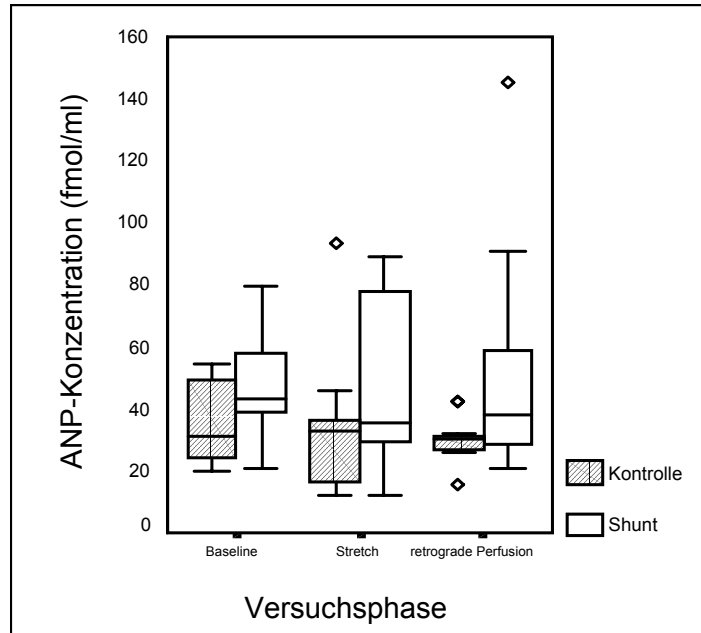 160
140
120
100
80
60
40
20
0
ANP-Konzentration (fmol/ml)
Baseline
Stretch
retrograde Perfusion
Versuchsphase
Kontrolle
Shunt